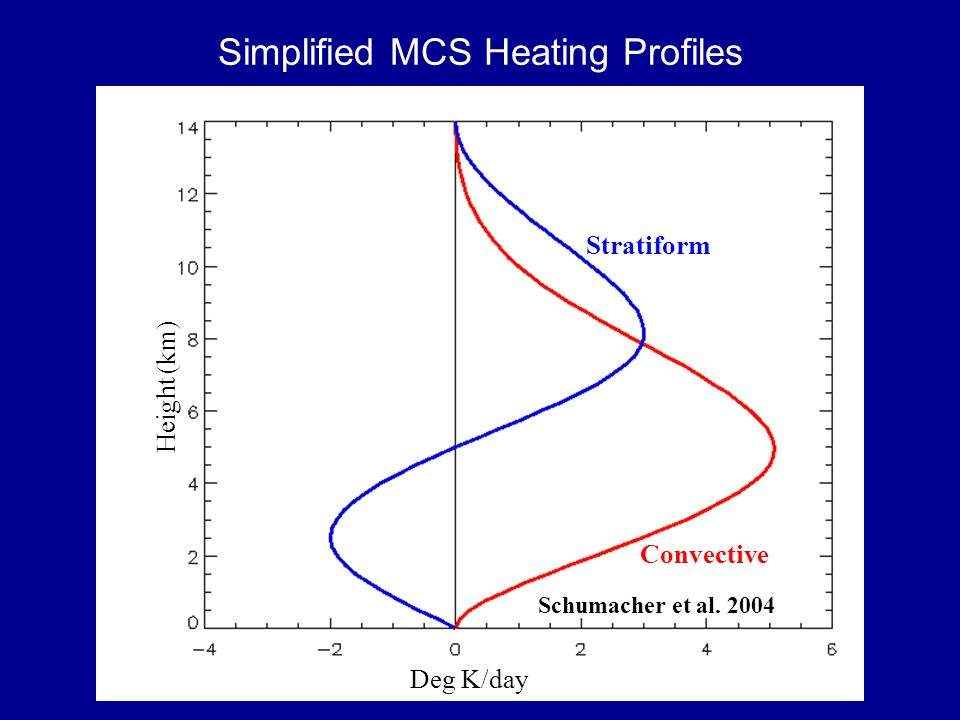 Simplified MCS Heating Profiles
14
12
10
8
6
4
2
0
Height (km)
Stratiform
Convective
Schumacher et al. 2004
−4 −2 0 2 4 6
Deg K/day